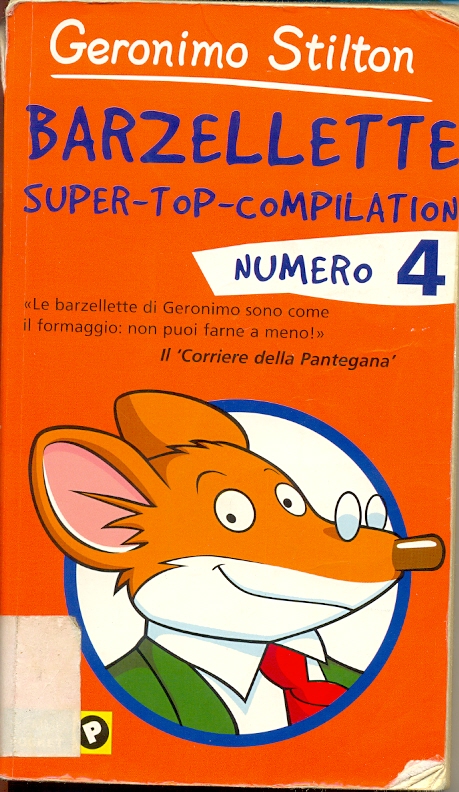 Geronimo Stilton
BARZELLETTE
SUPER-TOP-COMPILATION
NUMERO 4
«Le barzellette di Geronimo sono come
il formaggio: non puoi farne a meno!»
Il 'Corriere della Pantegana'
P